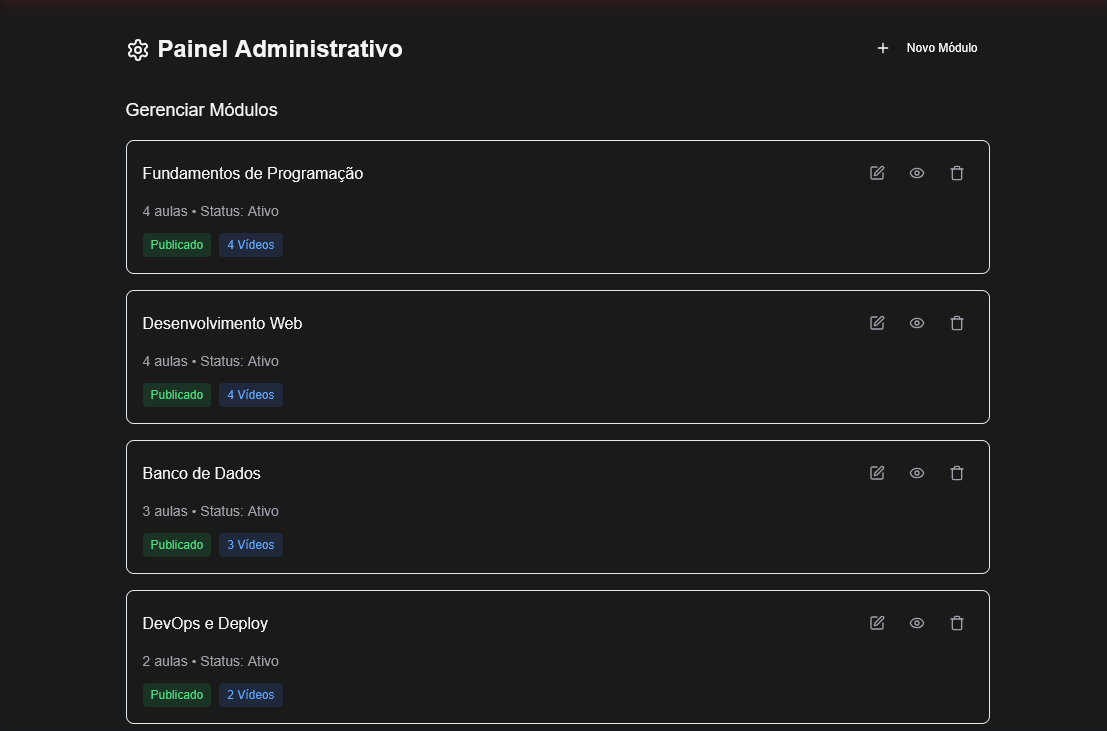 Painel Administrativo
Novo Módulo
Gerenciar Módulos
Fundamentos de Programação
4 aulas • Status: Ativo
Publicado 4 Vídeos
Desenvolvimento Web
4 aulas • Status: Ativo
Publicado 4 Vídeos
Banco de Dados
3 aulas • Status: Ativo
Publicado 3 Vídeos
DevOps e Deploy
2 aulas • Status: Ativo
Publicado 2 Vídeos